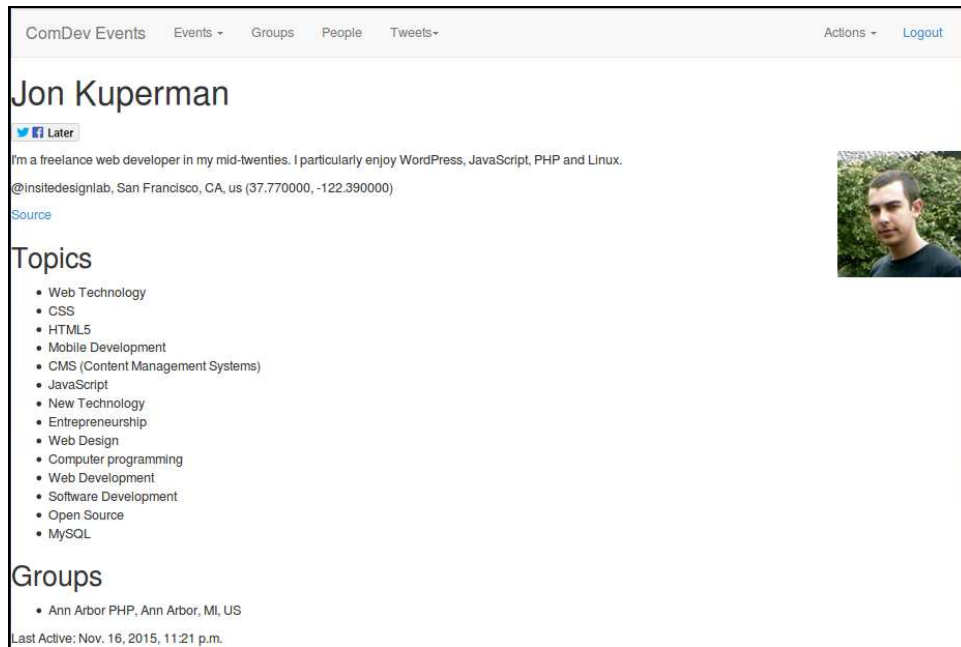 ComDev Events Events Groups People Tweets Actions Logout
Jon Kuperman
Later
I'm a freelance web developer in my mid-twenties. I particularly enjoy WordPress, JavaScript, PHP and Linux.
@insitedesignlab, San Francisco, CA, us (37.770000, -122.390000)
Source
Topics
Web Technology
CSS
HTML5
Mobile Development
CMS (Content Management Systems)
JavaScript
New Technology
Entrepreneurship
Web Design
Computer programming
Web Development
Software Development
Open Source
MySQL
Groups
Ann Arbor PHP, Ann Arbor, MI, US
Last Active: Nov. 16, 2015, 11:21 p.m.